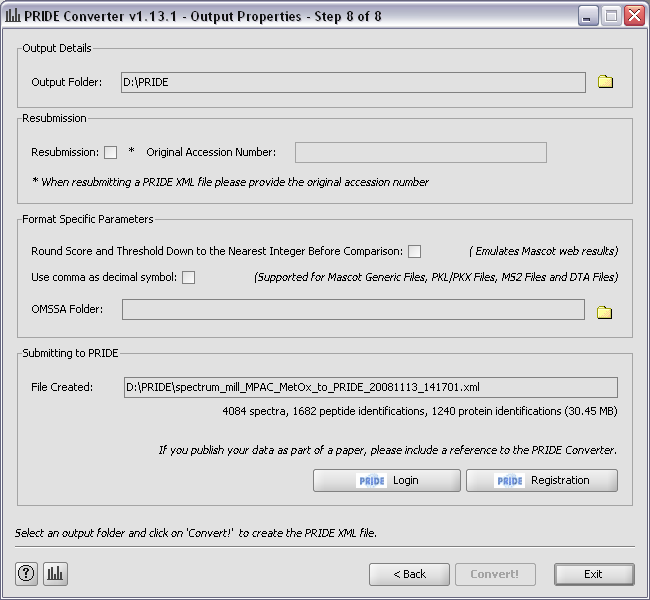 PRIDE Converter v1.13.1 - Output Properties - Step 8 of 8
Output Details
Output Folder: D:\PRIDE
Resubmission
Resubmission: * Original Accession Number:
* When resubmitting a PRIDE XML file please provide the original accession number
Format Specific Parameters
Round Score and Threshold Down to the Nearest Integer Before Comparison: ( Emulates Mascot web results)
Use comma as decimal symbol: (Supported for Mascot Generic Files, PKL/PKX Files, MS2 Files and DTA Files)
OMSSA Folder:
Submitting to PRIDE
File Created: D:\PRIDE\spectrum_mill_MPAC_MetOx_to_PRIDE_20081113_141701.xml
4084 spectra, 1682 peptide identifications, 1240 protein identifications (30.45 MB)
If you publish your data as part of a paper, please include a reference to the PRIDE Converter.
PRIDE Login PRIDE Registration
Select an output folder and click on 'Convert!' to create the PRIDE XML file.
? < Back Convert! Exit